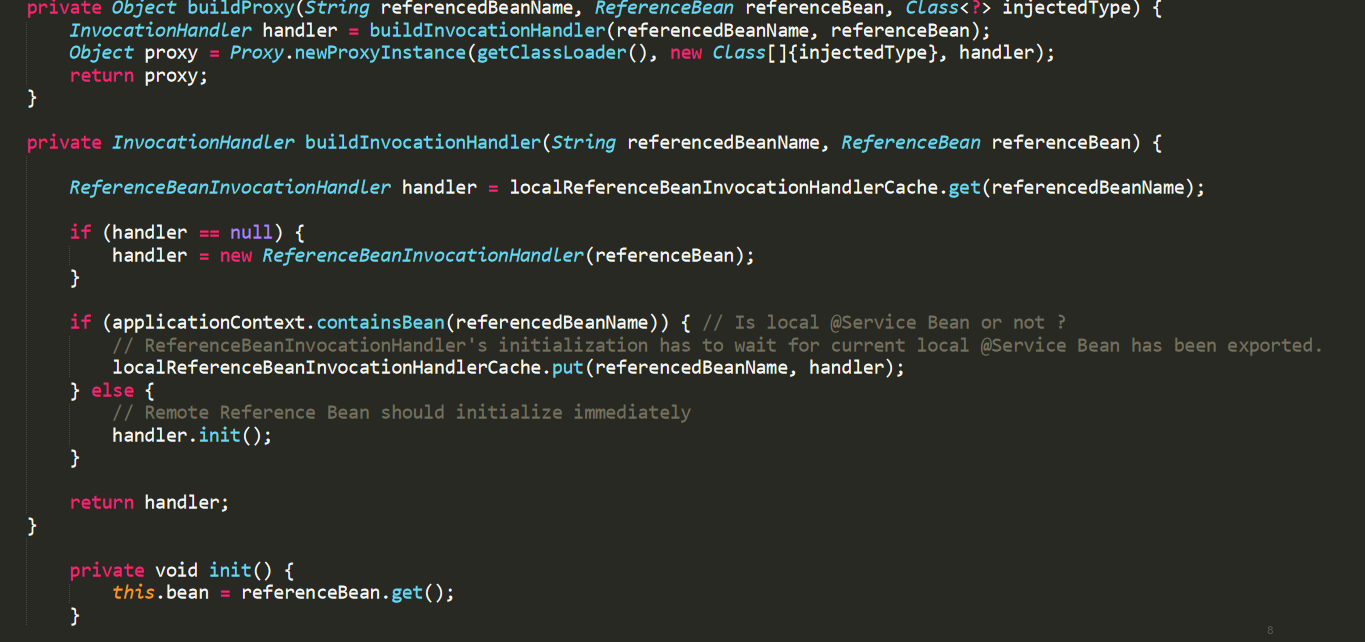 private Object buildProxy(String referencedBeanName, ReferenceBean referenceBean, Class<?> injectedType) {
    InvocationHandler handler = buildInvocationHandler(referencedBeanName, referenceBean);
    Object proxy = Proxy.newProxyInstance(getClassLoader(), new Class[]{injectedType}, handler);
    return proxy;
}
private InvocationHandler buildInvocationHandler(String referencedBeanName, ReferenceBean referenceBean) {
    ReferenceBeanInvocationHandler handler = localReferenceBeanInvocationHandlerCache.get(referencedBeanName);
    if (handler == null) {
        handler = new ReferenceBeanInvocationHandler(referenceBean);
    }
    if (applicationContext.containsBean(referencedBeanName)) { // Is local @Service Bean or not ?
        // ReferenceBeanInvocationHandler's initialization has to wait for current local @Service Bean has been exported.
        localReferenceBeanInvocationHandlerCache.put(referencedBeanName, handler);
    } else {
        // Remote Reference Bean should initialize immediately
        handler.init();
    }
    return handler;
}
    private void init() {
        this.bean = referenceBean.get();
    }
8